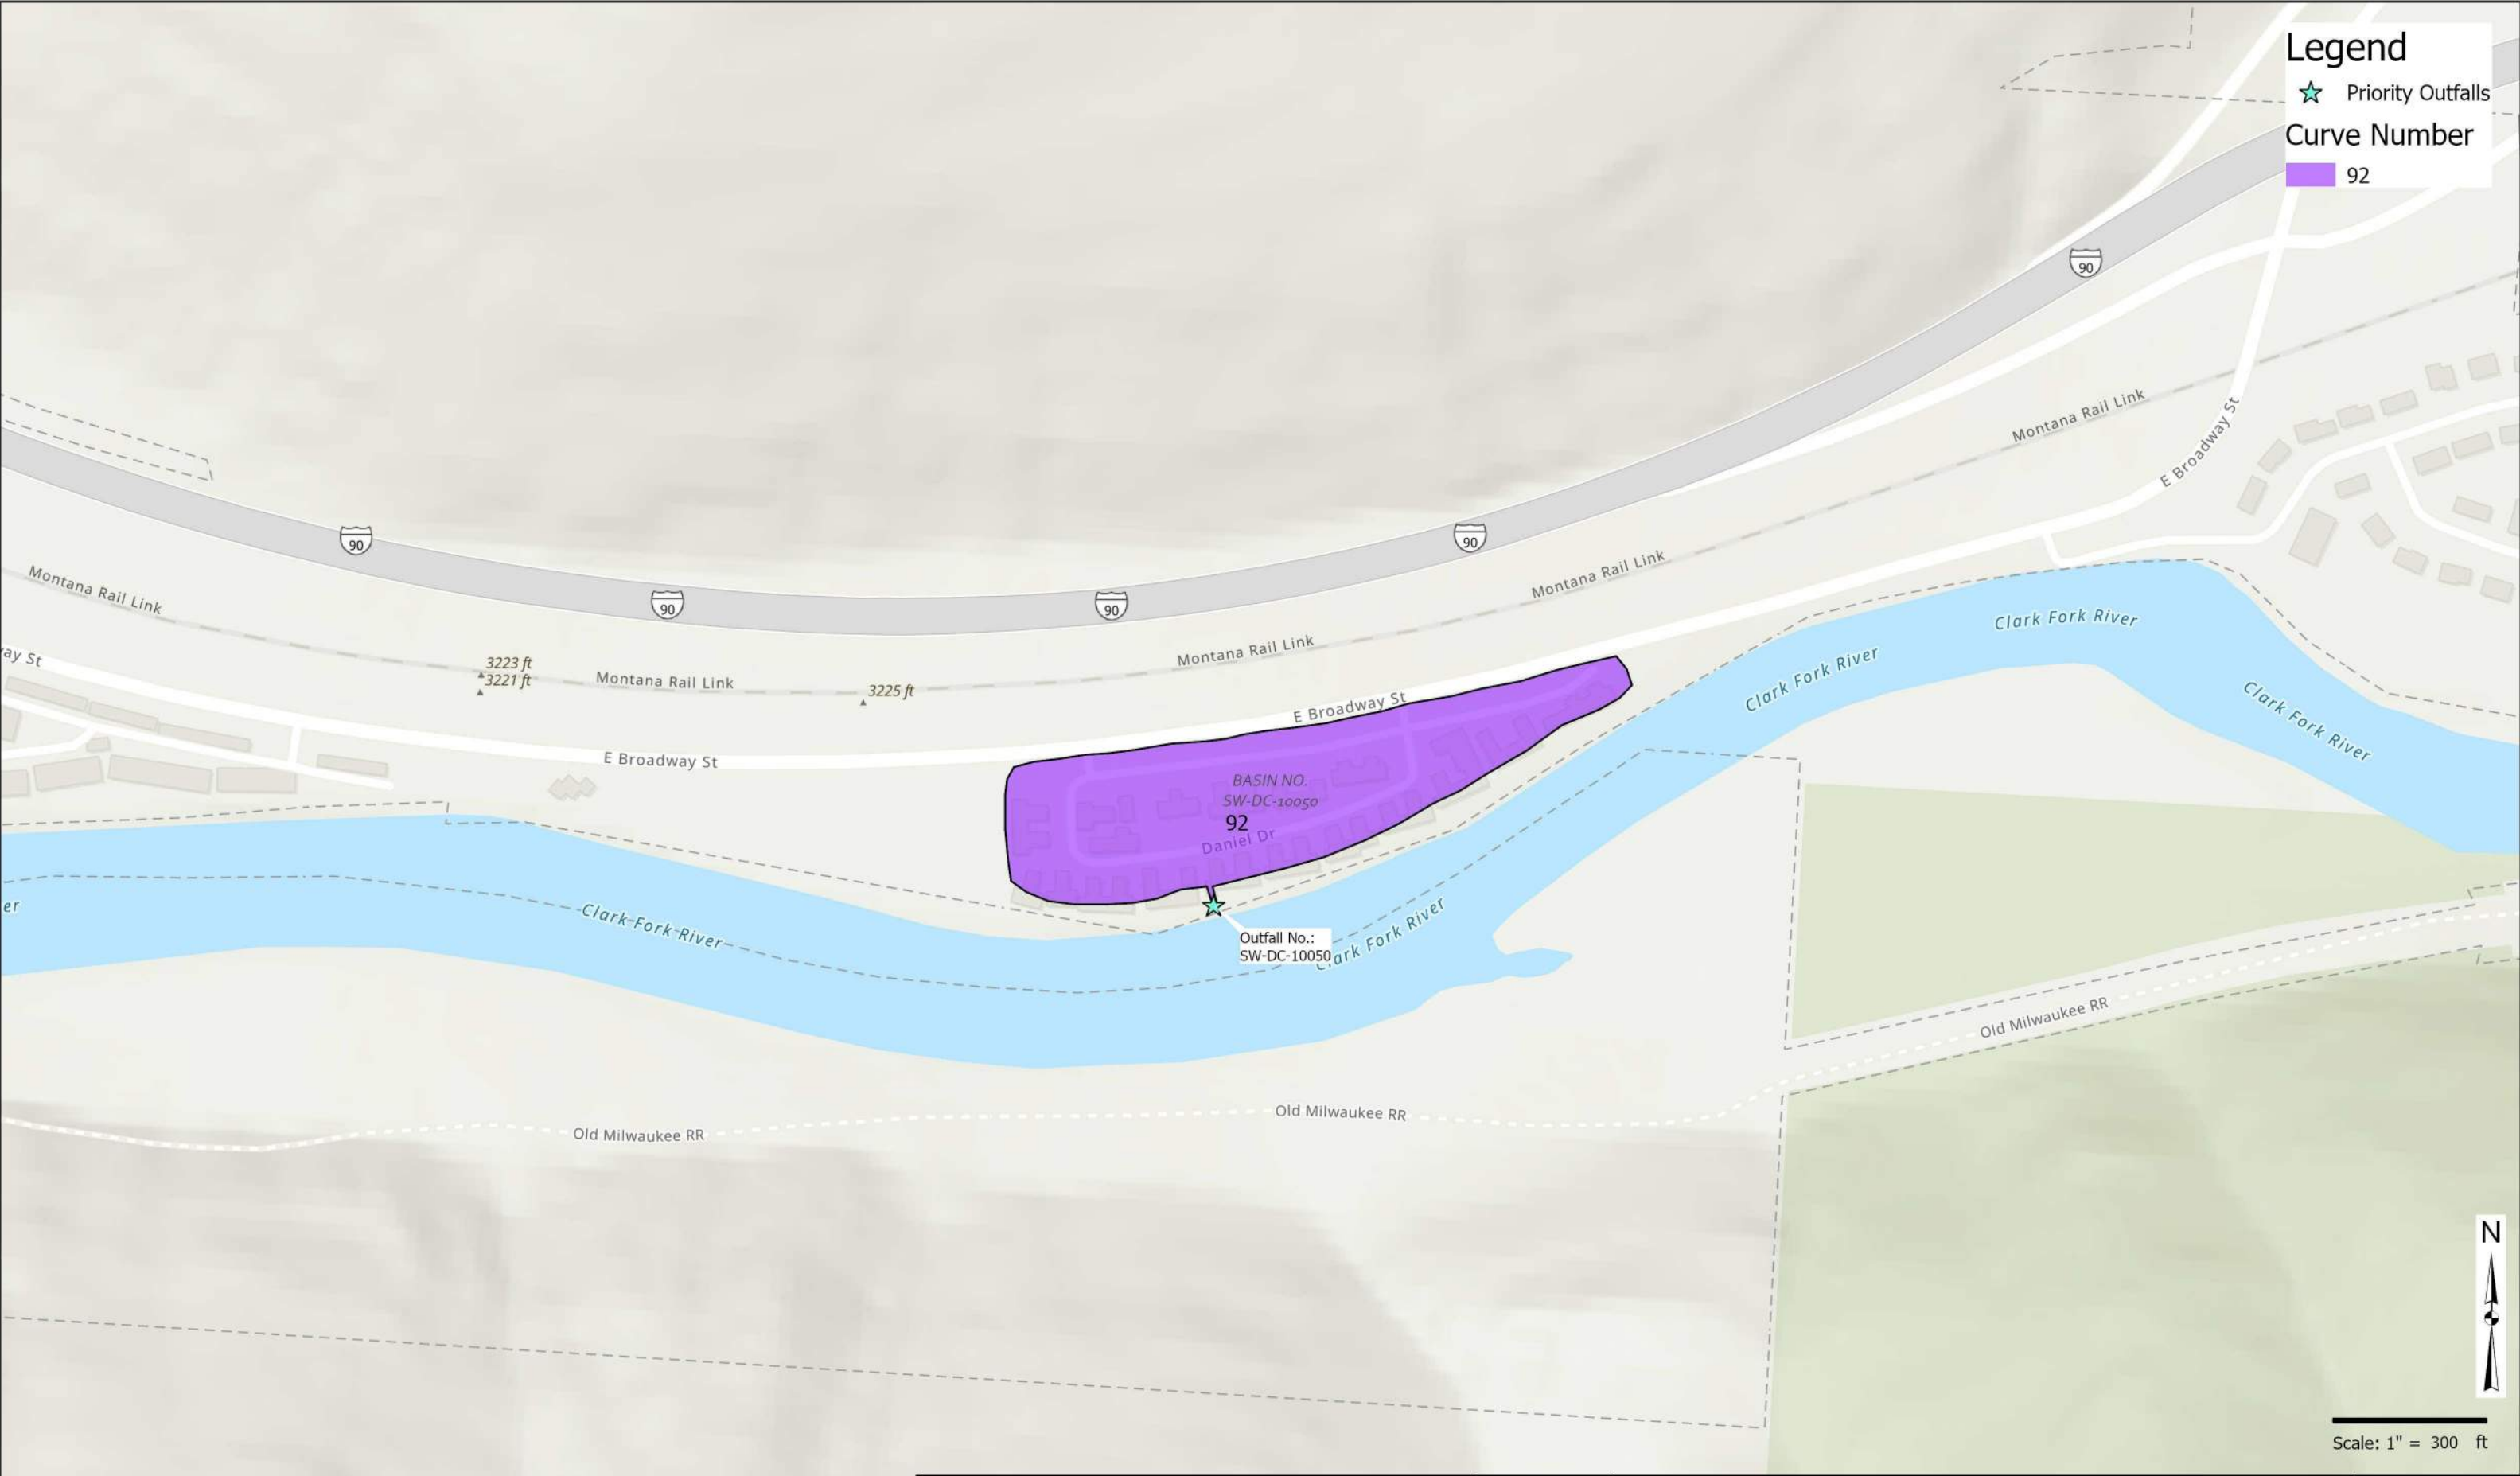 Legend
Priority Outfalls
Curve Number
92
90
Montana Rail Link
E Broadway St
90
90
Montana Rail Link
Montana Rail Link
90
90
Clark Fork River
Montana Rail Link
Clark Fork River
way St
3223 ft
3221 ft
Montana Rail Link
3225 ft
E Broadway St
Clark Fork River
E Broadway St
BASIN NO.
SW-DC-10050
92
Daniel Dr
er
Clark Fork River
Outfall No.:
SW-DC-10050
Clark Fork River
Old Milwaukee RR
Old Milwaukee RR
Old Milwaukee RR
N
Scale: 1" = 300 ft